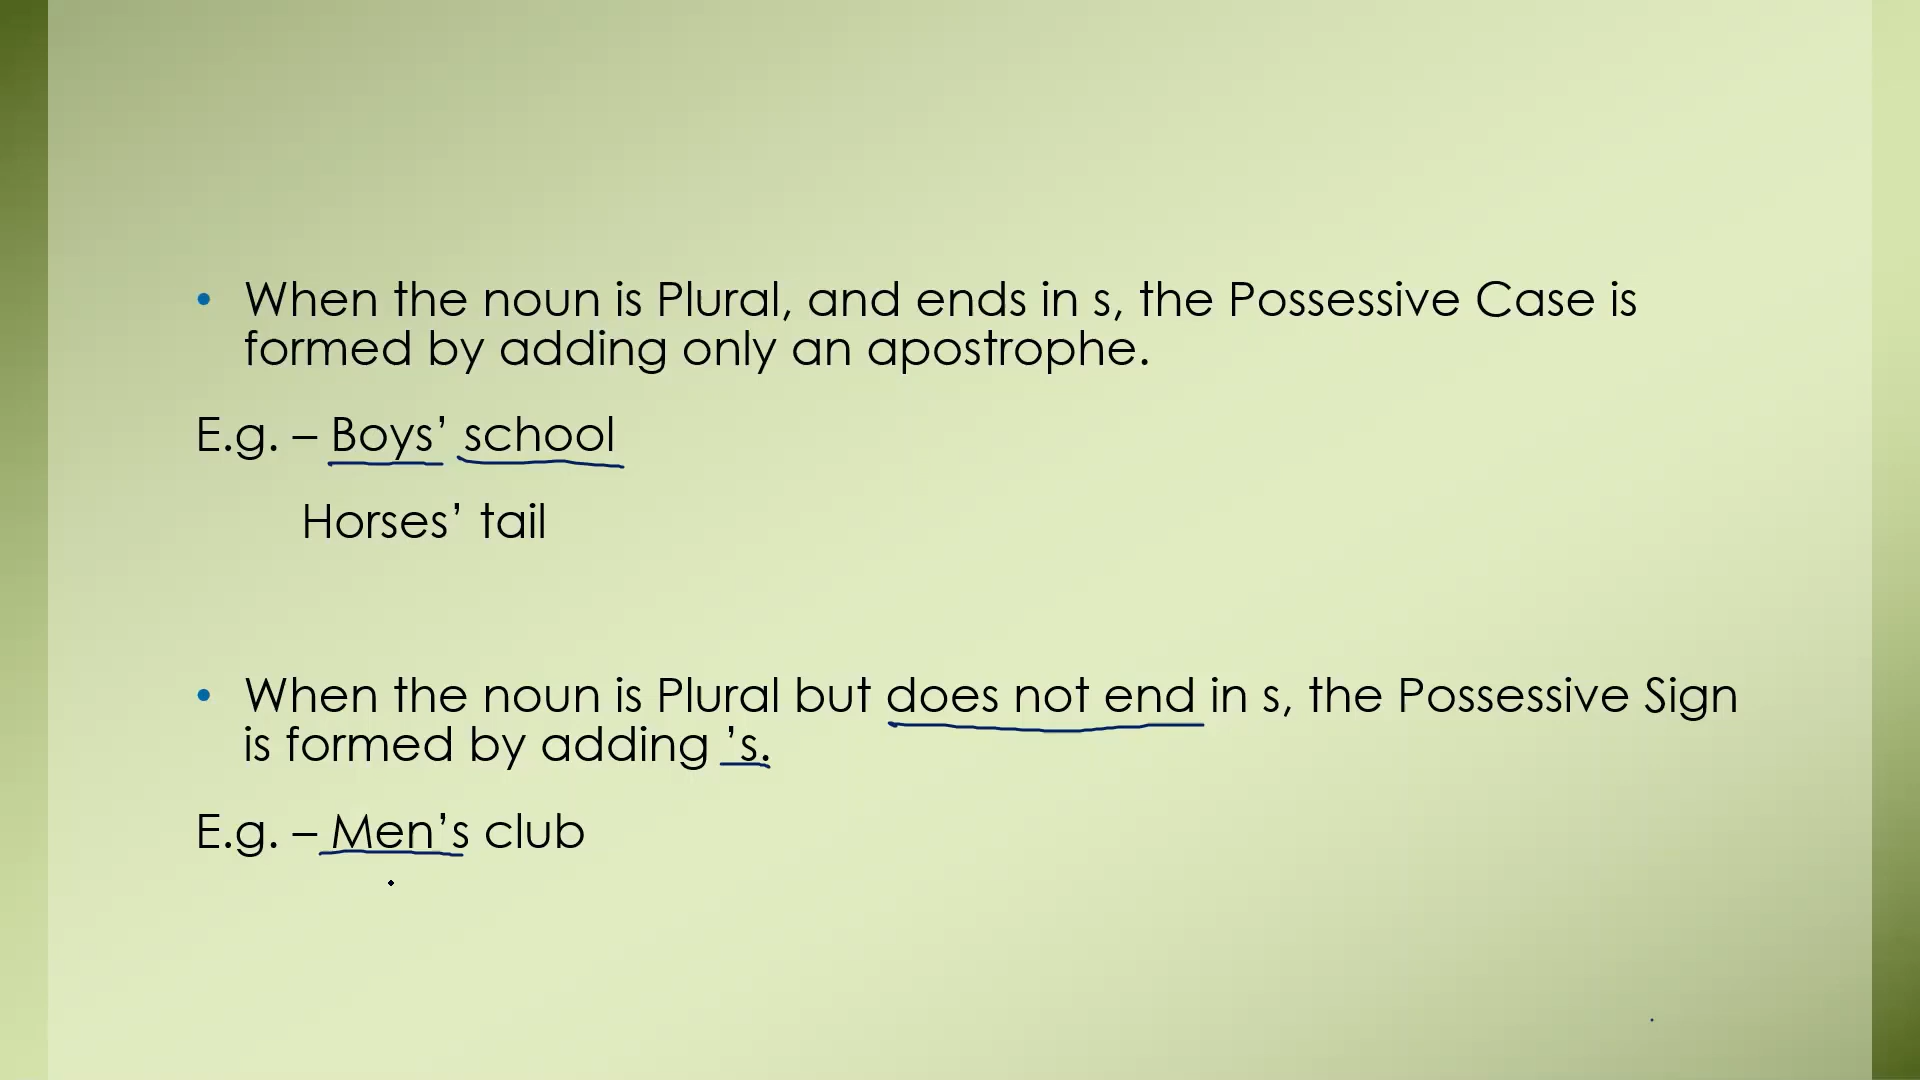 • When the noun is Plural, and ends in s, the Possessive Case is
formed by adding only an apostrophe.
E.g. – Boys’ school
Horses’ tail
• When the noun is Plural but does not end in s, the Possessive Sign
is formed by adding ’s.
E.g. – Men’s club